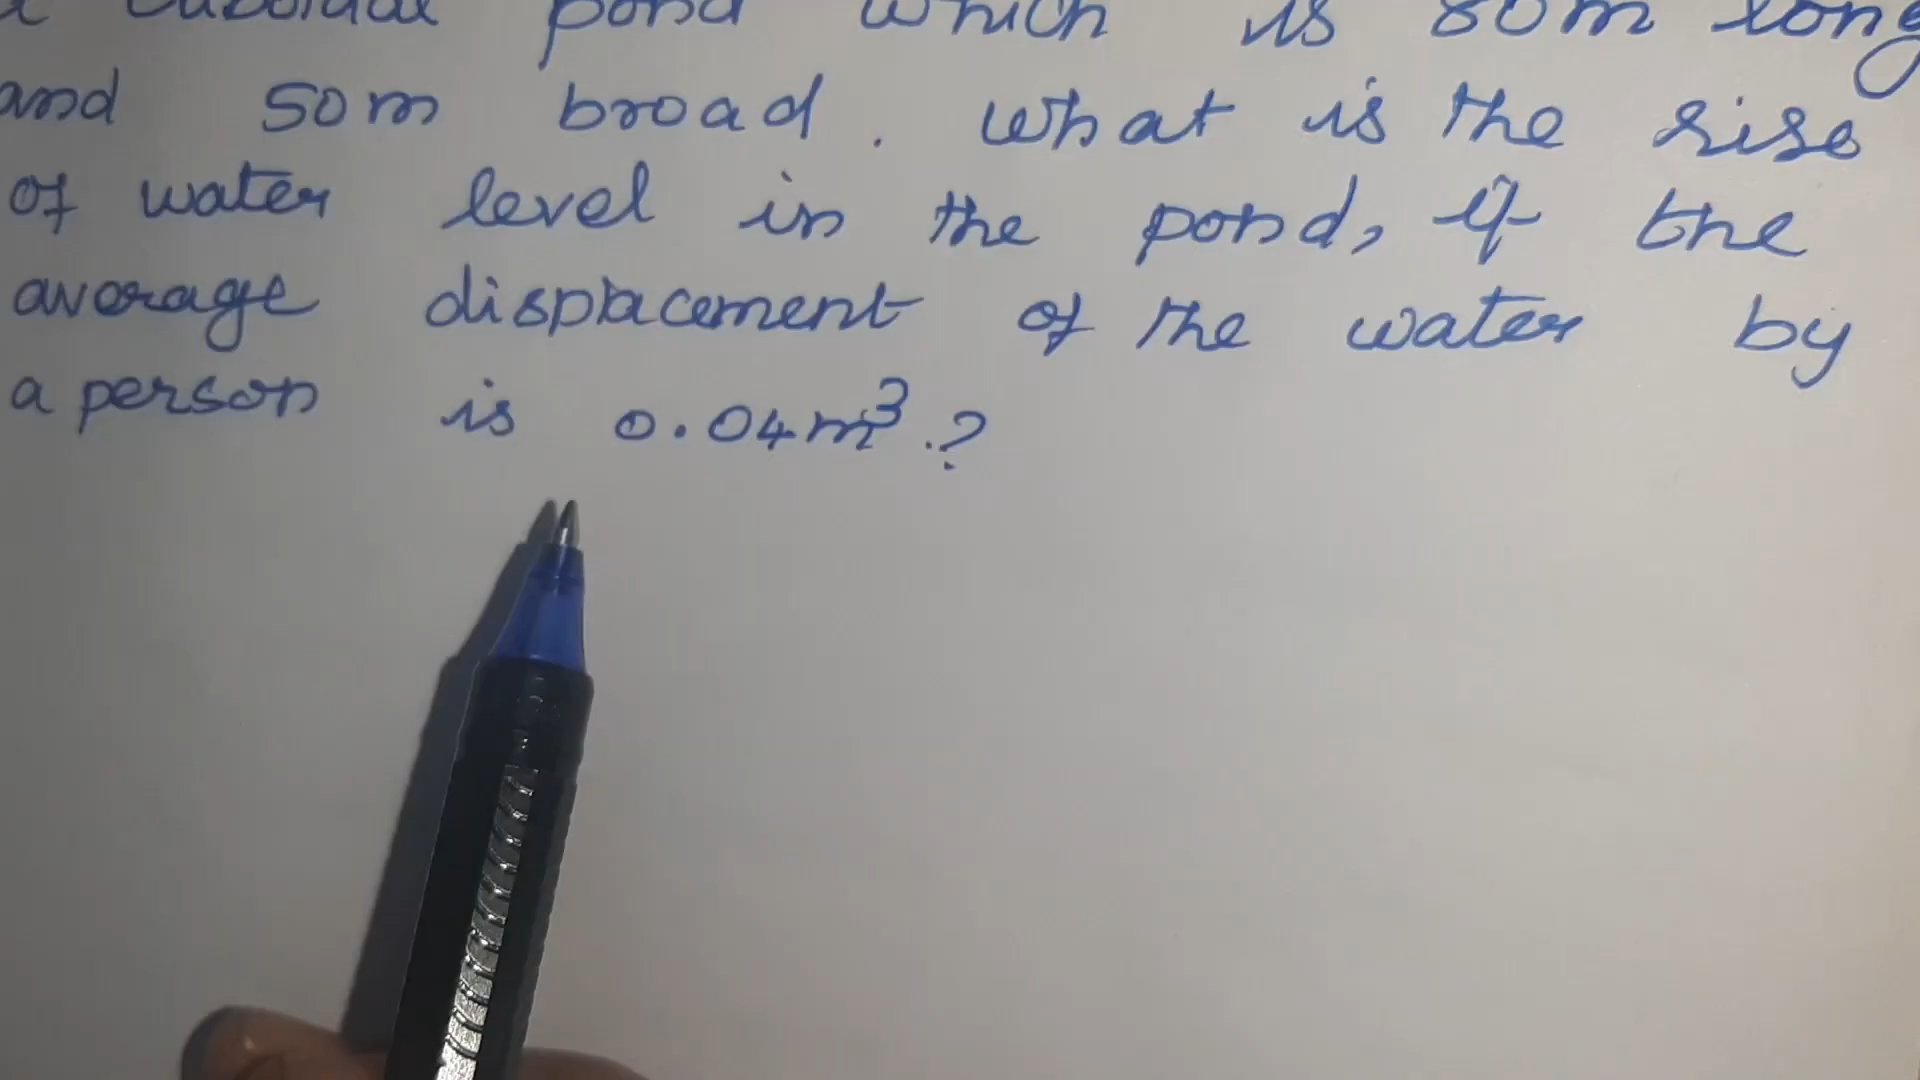 a cuboidal pond which is 80m long
and 50m broad. What is the rise
of water level in the pond, if the
average displacement of the water by
a person is 0.04m³.?